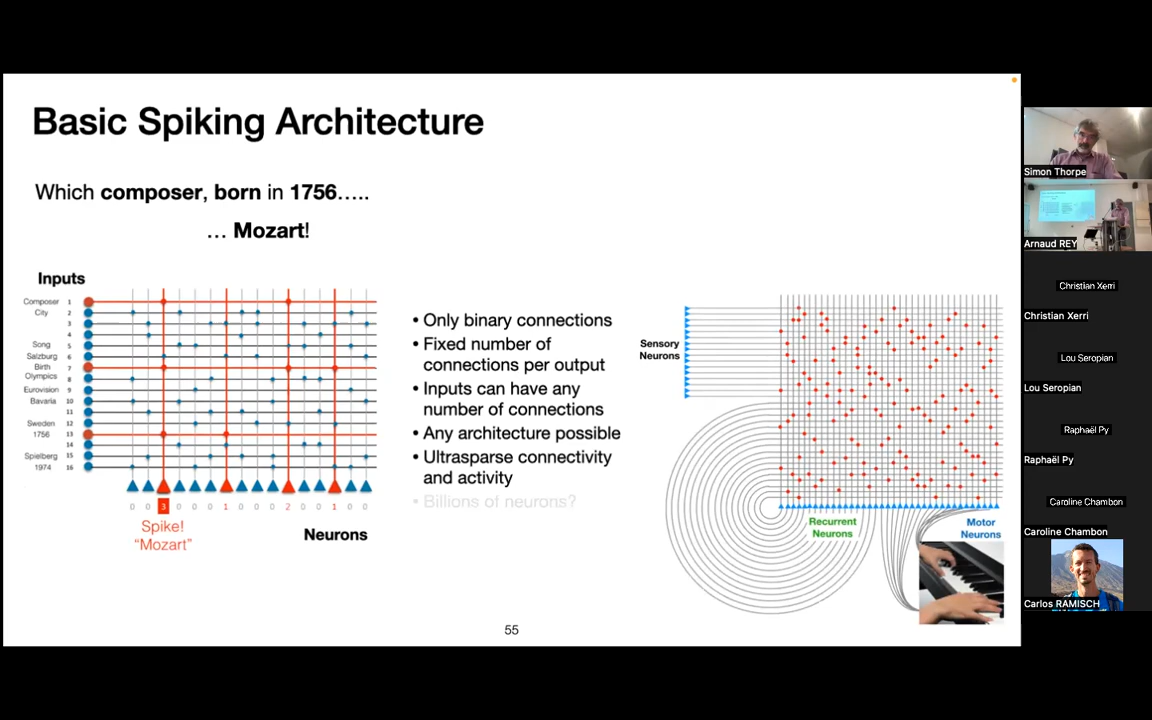 Basic Spiking Architecture
Which composer, born in 1756…..
… Mozart!
Inputs
Composer 1
City 2
3
4
Song 5
Salzburg 6
Birth 7
Olympics 8
Eurovision 9
Bavaria 10
11
Sweden 12
1756 13
14
Spielberg 15
1974 16
0 0 3 0 0 0 1 0 0 0 2 0 0 1 0 0
Spike!
“Mozart”
Neurons
• Only binary connections
• Fixed number of
connections per output
• Inputs can have any
number of connections
• Any architecture possible
• Ultrasparse connectivity
and activity
• Billions of neurons?
Sensory
Neurons
Recurrent
Neurons
Motor
Neurons
55
Simon Thorpe
Arnaud REY
Christian Xerri
Christian Xerri
Lou Seropian
Lou Seropian
Raphaël Py
Raphaël Py
Caroline Chambon
Caroline Chambon
Carlos RAMISCH